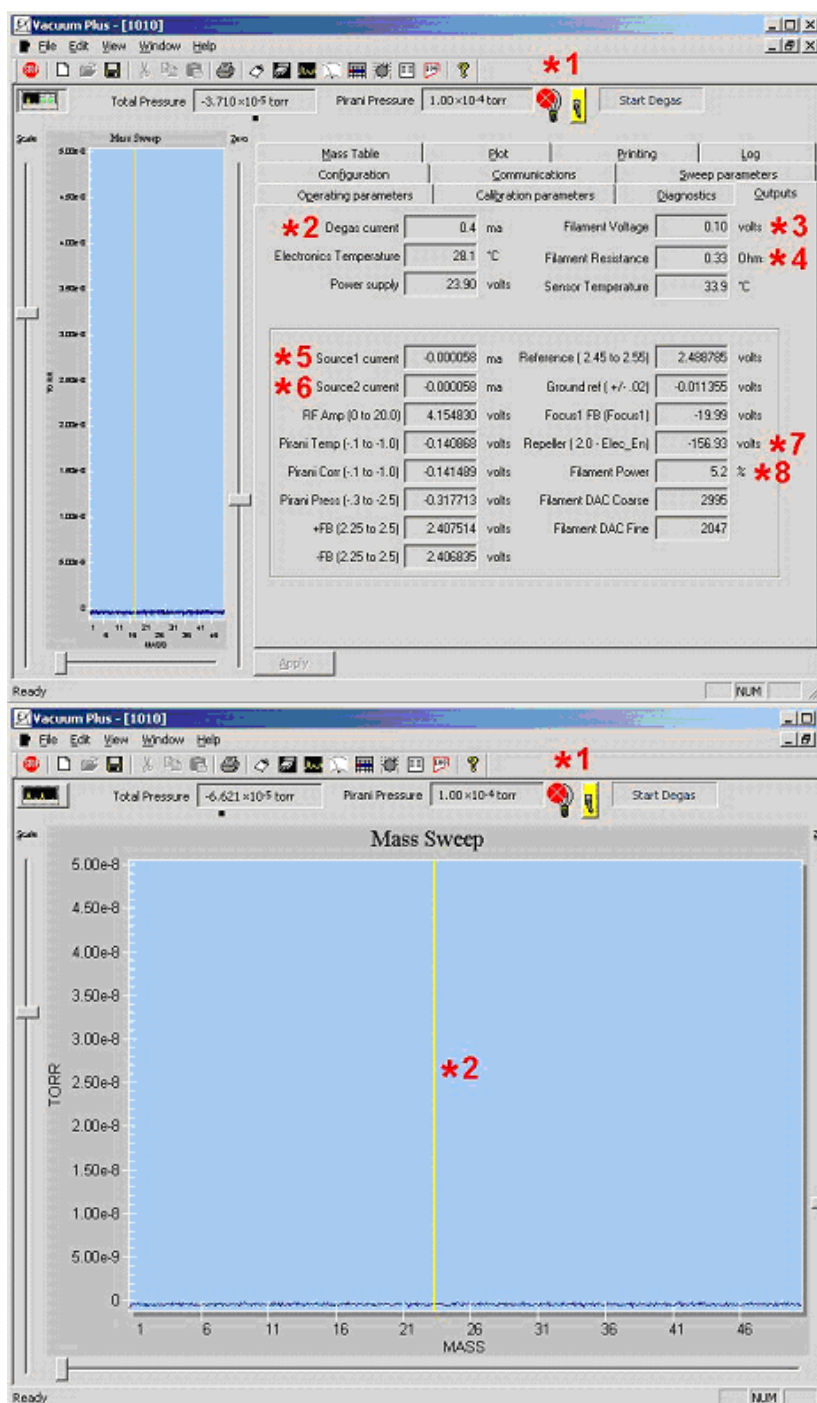 Vacuum Plus - [1010]
File Edit View Window Help
*1
Total Pressure -3.710×10-5 torr Pirani Pressure 1.00×10-4 torr Start Degas
Scale Mass Sweep Zero
Mass Table Plot Printing Log
Configuration Communications Sweep parameters
Operating parameters Calibration parameters Diagnostics Outputs
*2 Degas current 0.4 ma Filament Voltage 0.10 volts *3
Electronics Temperature 28.1 °C Filament Resistance 0.33 Ohm *4
Power supply 23.90 volts Sensor Temperature 33.9 °C
*5 Source1 current -0.000058 ma Reference ( 2.45 to 2.55) 2.488785 volts
*6 Source2 current -0.000058 ma Ground ref ( +/- .02) -0.011355 volts
RF Amp (0 to 20.0) 4.154830 volts Focus1 FB (Focus1) -19.99 volts
Pirani Temp (-.1 to -1.0) -0.140868 volts Repeller ( 2.0 - Elec_En) -156.93 volts *7
Pirani Corr (-.1 to -1.0) -0.141489 volts Filament Power 5.2 % *8
Pirani Press (-.3 to -2.5) -0.317713 volts Filament DAC Coarse 2995
+FB (2.25 to 2.5) 2.407514 volts Filament DAC Fine 2047
-FB (2.25 to 2.5) 2.406835 volts
MASS
Apply
Ready NUM
Vacuum Plus - [1010]
File Edit View Window Help
*1
Total Pressure -6.621×10-5 torr Pirani Pressure 1.00×10-4 torr Start Degas
Scale
Mass Sweep
5.00e-8
4.50e-8
4.00e-8
3.50e-8
3.00e-8
*2
TORR
2.50e-8
2.00e-8
1.50e-8
1.00e-8
5.00e-9
0
1 6 11 16 21 26 31 36 41 46
MASS
Ready NUM